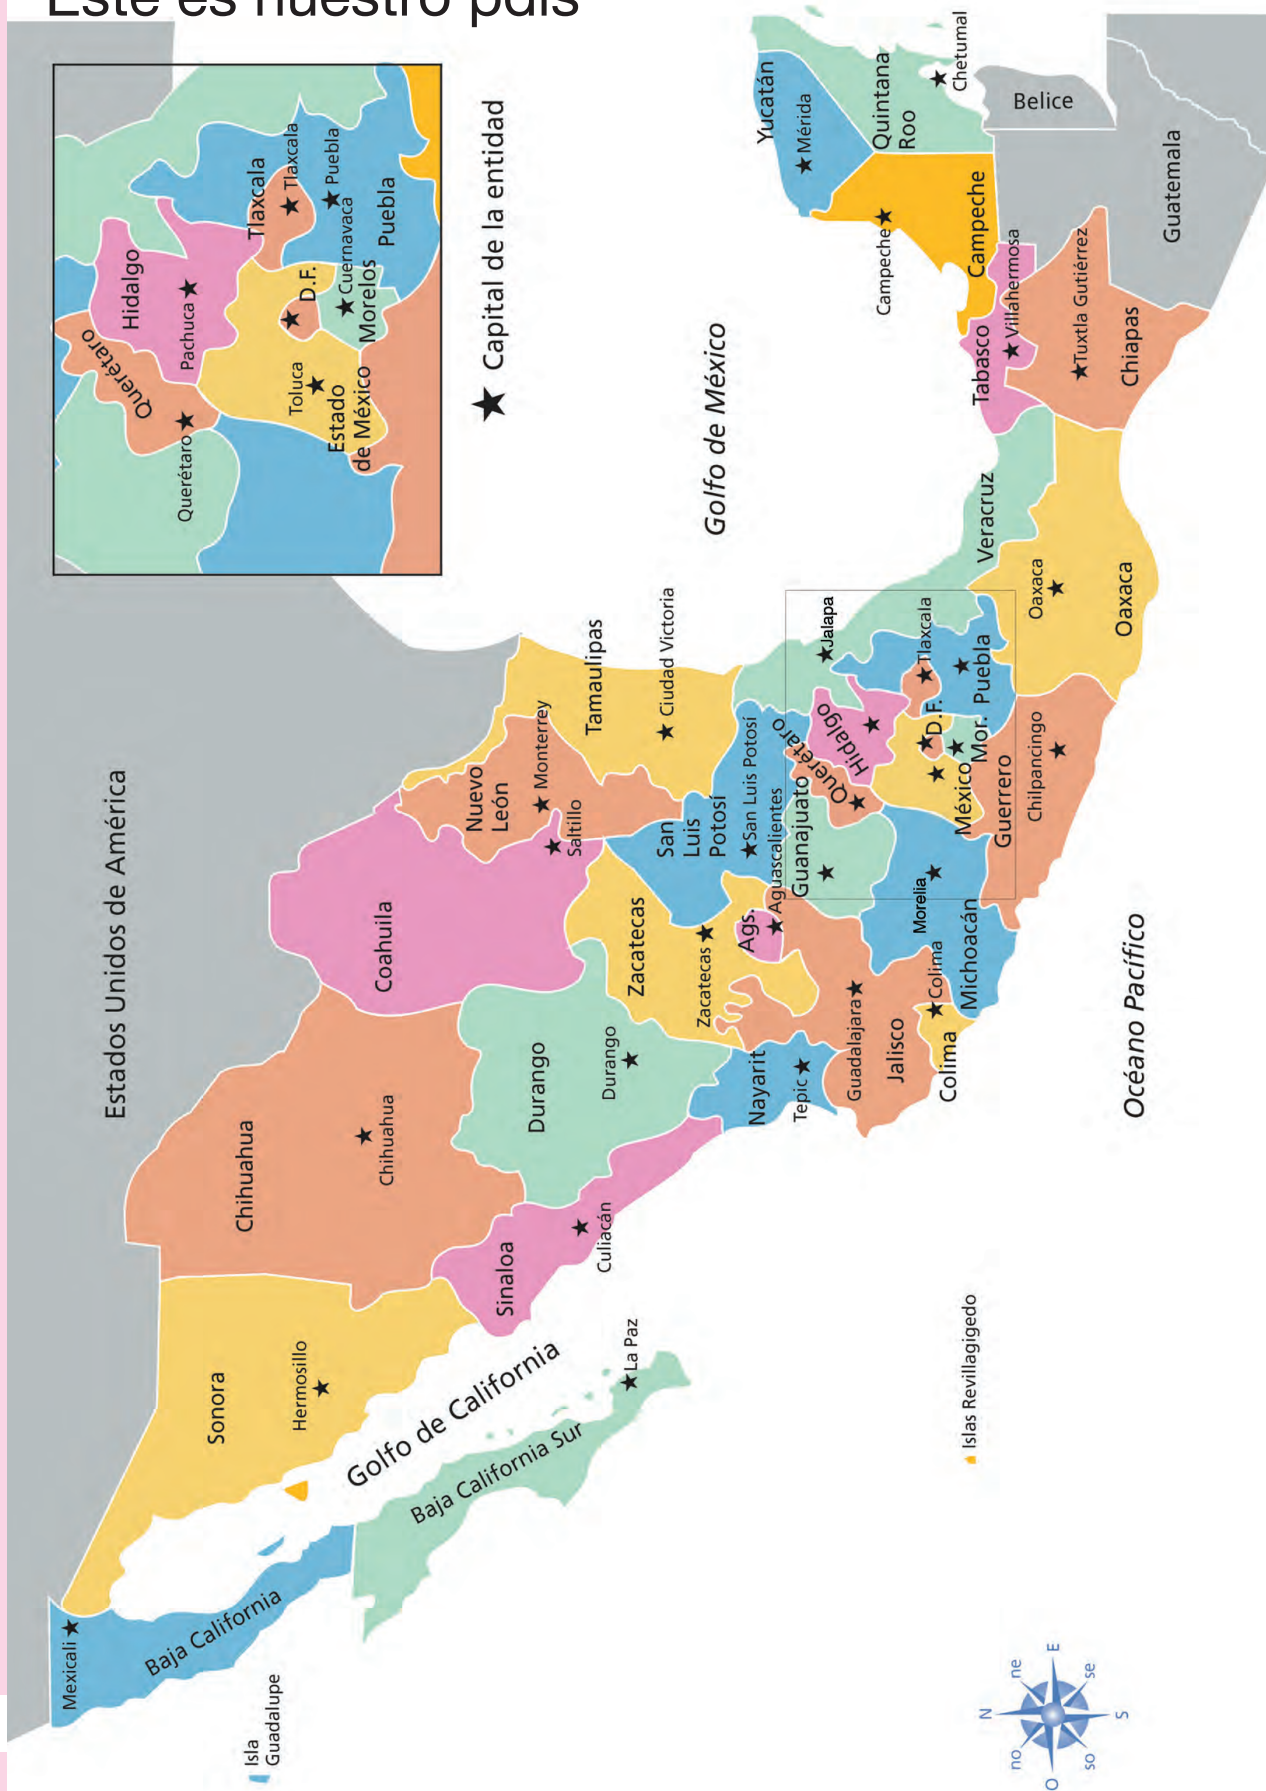 Este es nuestro país
Estados Unidos de América
Golfo de México
Golfo de California
Océano Pacífico
★ Capital de la entidad
Mexicali
Baja California
Isla
Guadalupe
Baja California Sur
La Paz
Sonora
Hermosillo
Chihuahua
Chihuahua
Sinaloa
Culiacán
Durango
Durango
Coahuila
Saltillo
Nuevo
León
Monterrey
Tamaulipas
Ciudad Victoria
Zacatecas
Zacatecas
San
Luis
Potosí
San Luis Potosí
Ags.
Aguascalientes
Nayarit
Tepic
Guadalajara
Jalisco
Colima
Colima
Michoacán
Morelia
Guanajuato
Querétaro
Hidalgo
México
D.F.
Mor.
Tlaxcala
Puebla
Jalapa
Veracruz
Guerrero
Chilpancingo
Oaxaca
Oaxaca
Tabasco
Villahermosa
Tuxtla Gutiérrez
Chiapas
Campeche
Campeche
Yucatán
Mérida
Quintana
Roo
Chetumal
Belice
Guatemala
Islas Revillagigedo
Querétaro
Querétaro
Hidalgo
Pachuca
Toluca
Estado
de México
D.F.
Cuernavaca
Morelos
Tlaxcala
Tlaxcala
Puebla
Puebla
N
ne
E
se
S
so
O
no